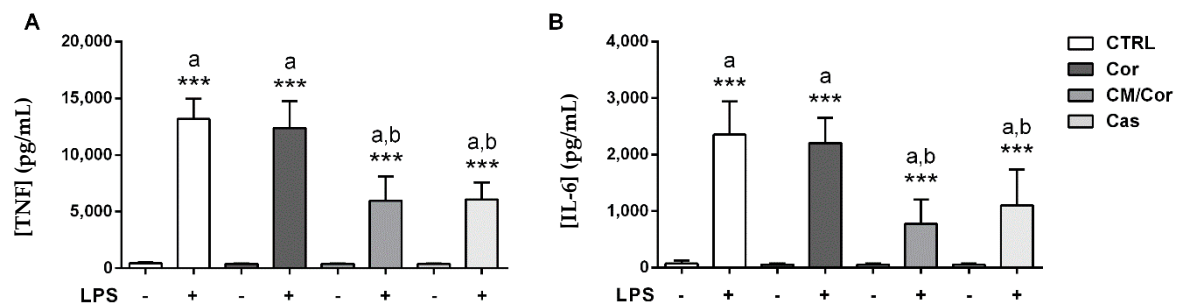 A
[TNF] (pg/mL)
20,000
15,000
10,000
5,000
0
a
***
a
***
a,b
***
a,b
***
LPS - + - + - + - +
B
[IL-6] (pg/mL)
4,000
3,000
2,000
1,000
0
a
***
a
***
a,b
***
a,b
***
LPS - + - + - + - +
CTRL
Cor
CM/Cor
Cas